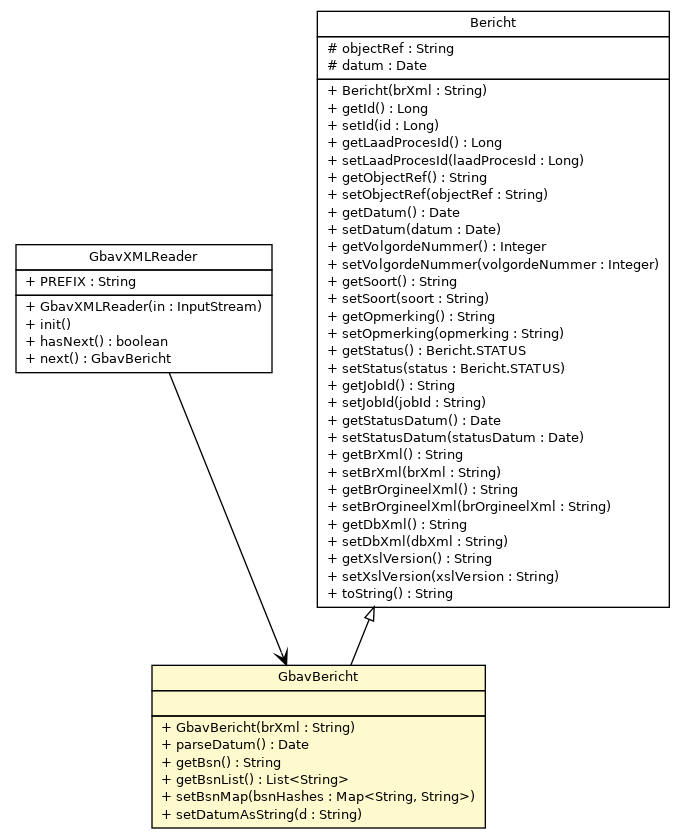 Bericht
# objectRef : String
# datum : Date
+ Bericht(brXml : String)
+ getId() : Long
+ setId(id : Long)
+ getLaadProcesId() : Long
+ setLaadProcesId(laadProcesId : Long)
+ getObjectRef() : String
+ setObjectRef(objectRef : String)
+ getDatum() : Date
+ setDatum(datum : Date)
+ getVolgordeNummer() : Integer
+ setVolgordeNummer(volgordeNummer : Integer)
+ getSoort() : String
+ setSoort(soort : String)
+ getOpmerking() : String
+ setOpmerking(opmerking : String)
+ getStatus() : Bericht.STATUS
+ setStatus(status : Bericht.STATUS)
+ getJobId() : String
+ setJobId(jobId : String)
+ getStatusDatum() : Date
+ setStatusDatum(statusDatum : Date)
+ getBrXml() : String
+ setBrXml(brXml : String)
+ getBrOrgineelXml() : String
+ setBrOrgineelXml(brOrgineelXml : String)
+ getDbXml() : String
+ setDbXml(dbXml : String)
+ getXslVersion() : String
+ setXslVersion(xslVersion : String)
+ toString() : String
GbavXMLReader
+ PREFIX : String
+ GbavXMLReader(in : InputStream)
+ init()
+ hasNext() : boolean
+ next() : GbavBericht
GbavBericht
+ GbavBericht(brXml : String)
+ parseDatum() : Date
+ getBsn() : String
+ getBsnList() : List<String>
+ setBsnMap(bsnHashes : Map<String, String>)
+ setDatumAsString(d : String)